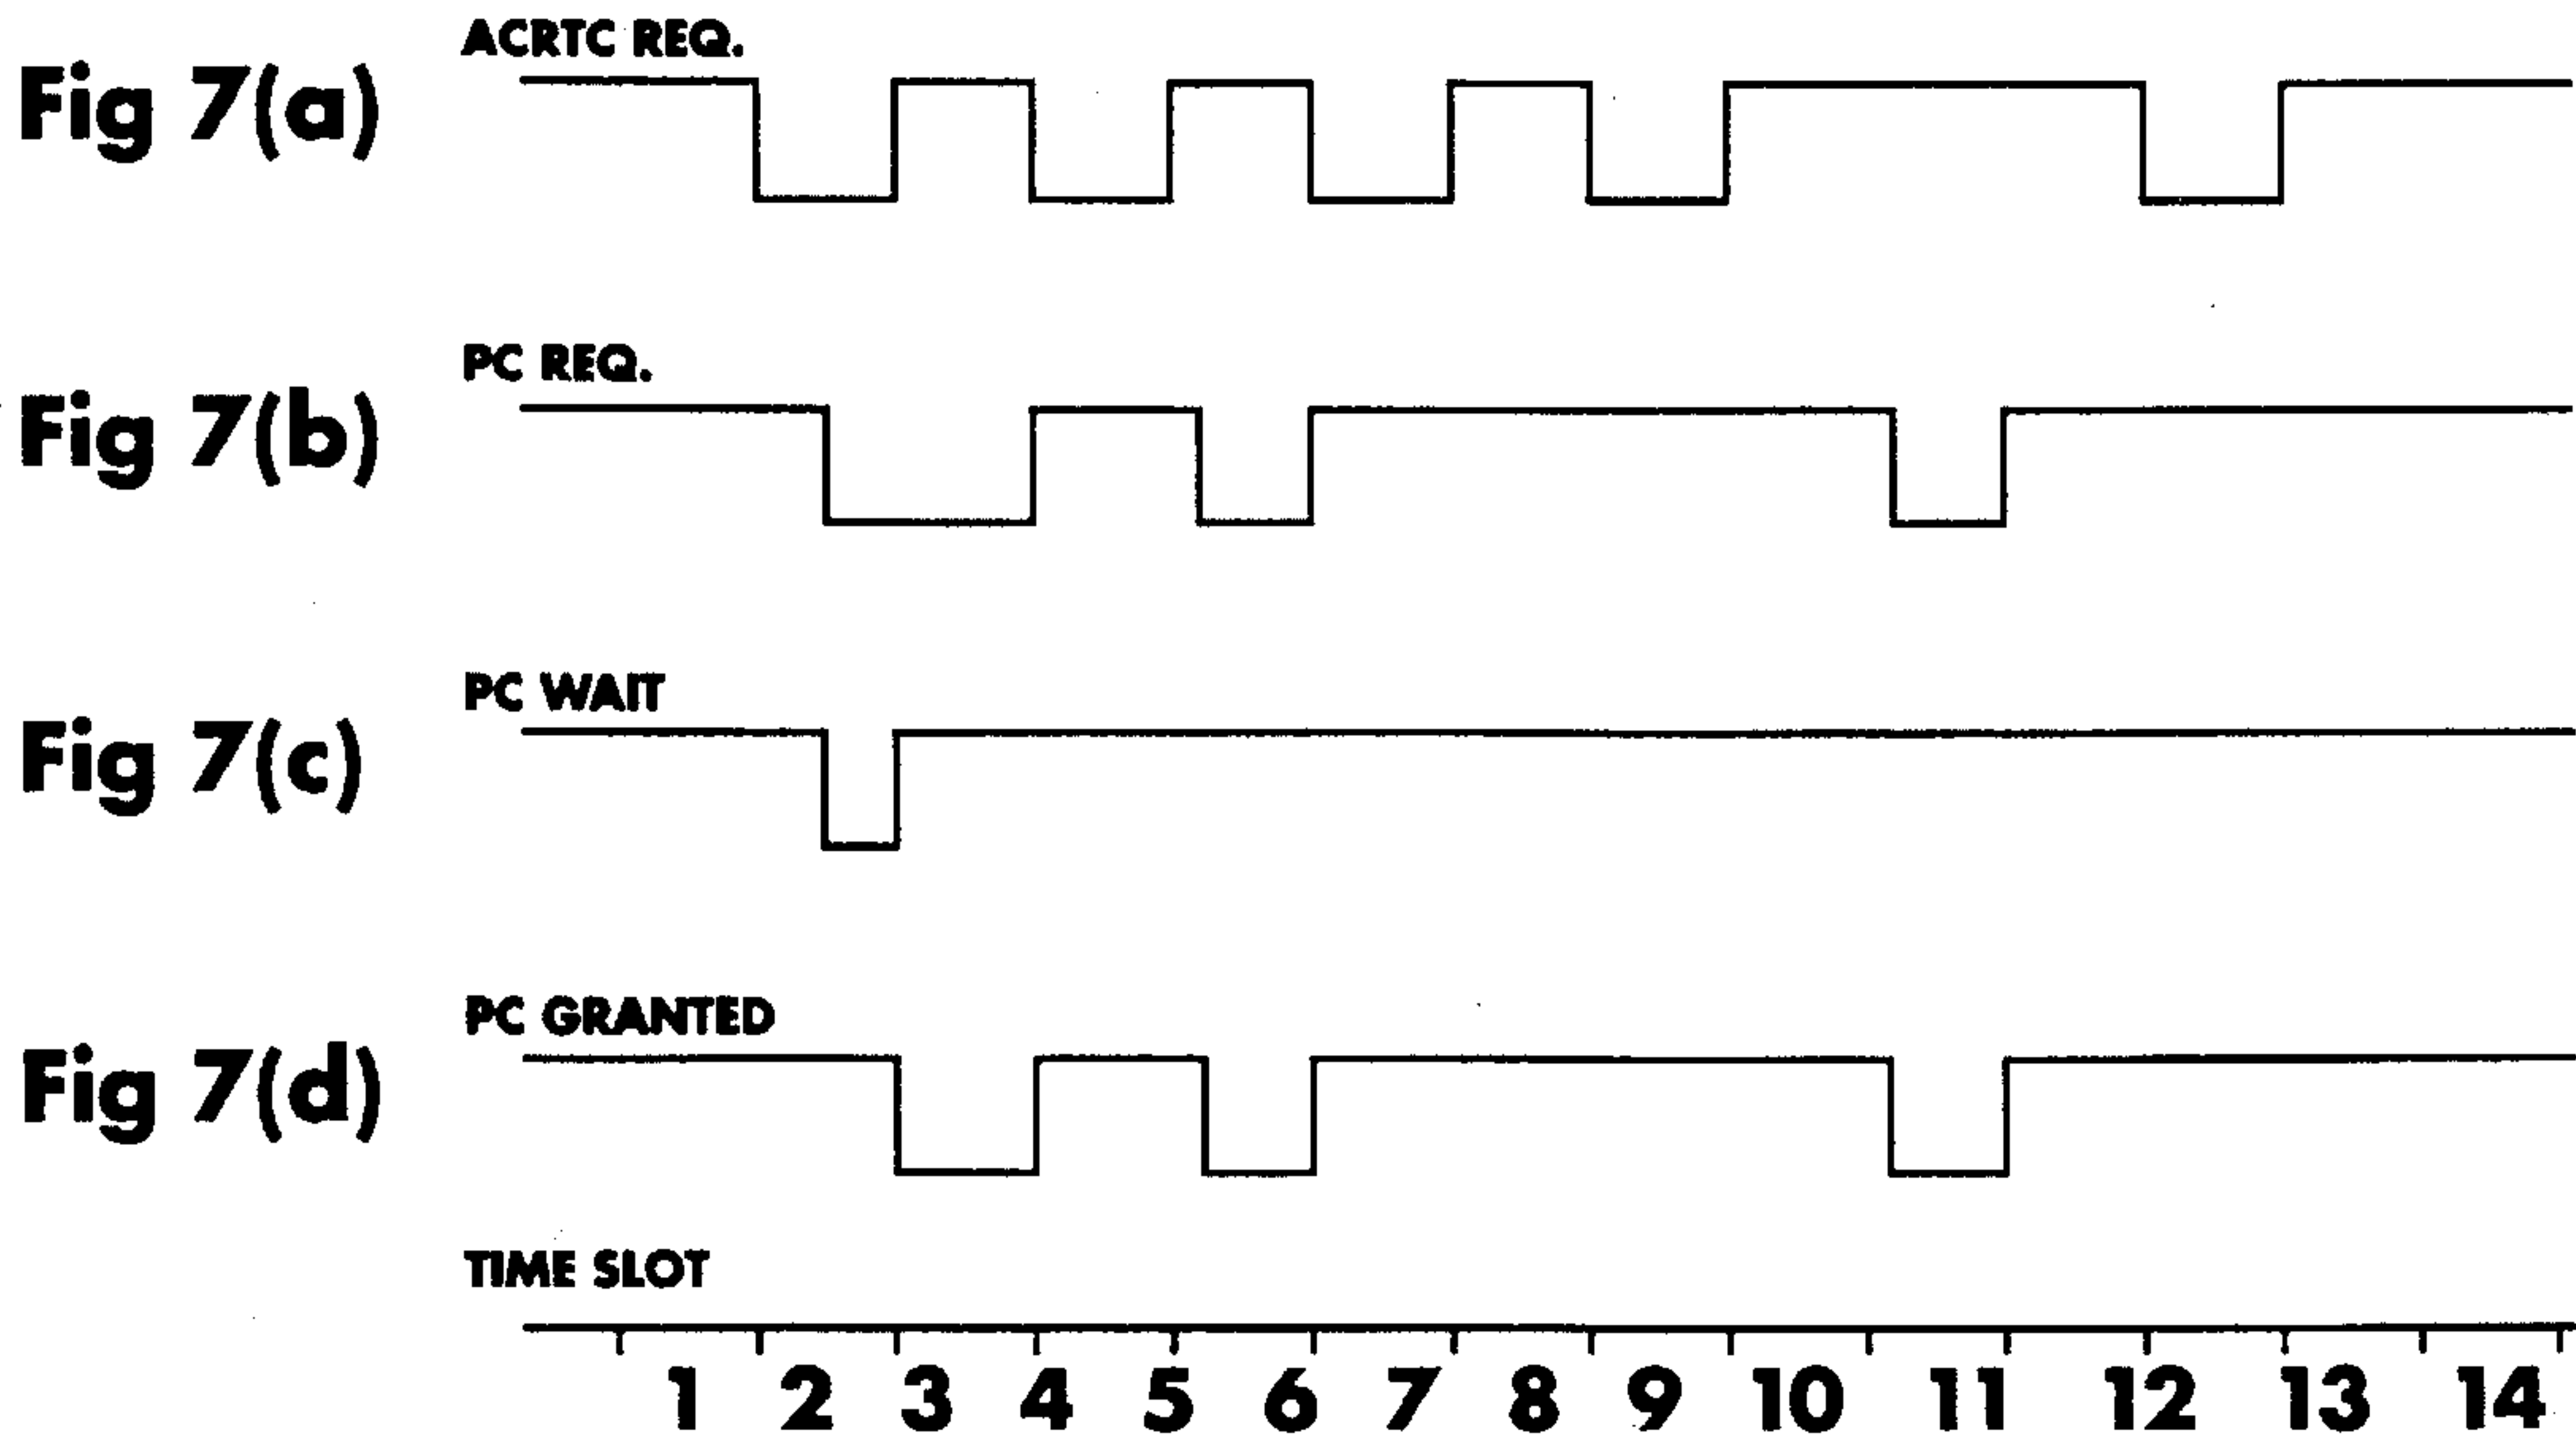 ACRTC REQ.
Fig 7(a)
PC REQ.
Fig 7(b)
PC WAIT
Fig 7(c)
PC GRANTED
Fig 7(d)
TIME SLOT
1 2 3 4 5 6 7 8 9 10 11 12 13 14